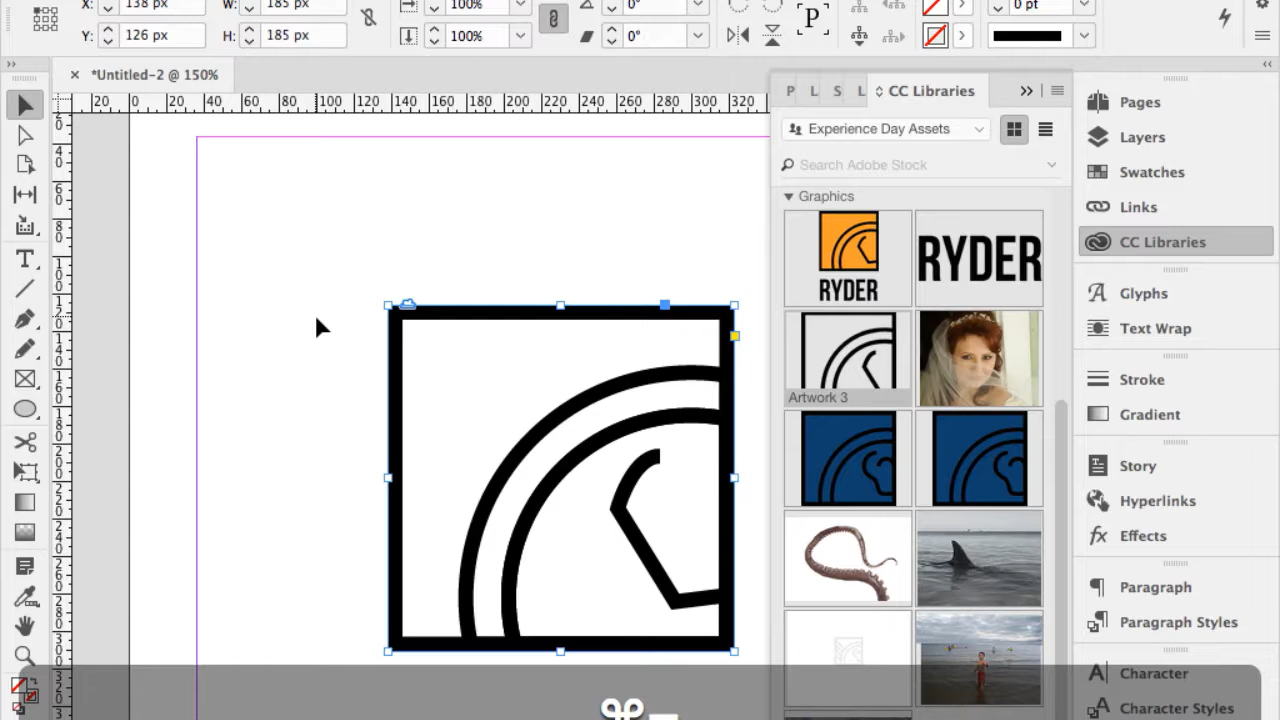 X: 138 px W: 185 px 100% 0° P 0 pt
Y: 126 px H: 185 px 100% 0°
*Untitled-2 @ 150%
20 0 20 40 60 80 100 120 140 160 180 200 220 240 260 280 300 320
P L S L CC Libraries
Experience Day Assets
Search Adobe Stock
Graphics
RYDER
RYDER
Artwork 3
Pages
Layers
Swatches
Links
CC Libraries
Glyphs
Text Wrap
Stroke
Gradient
Story
Hyperlinks
Effects
Paragraph
Paragraph Styles
Character
Character Styles